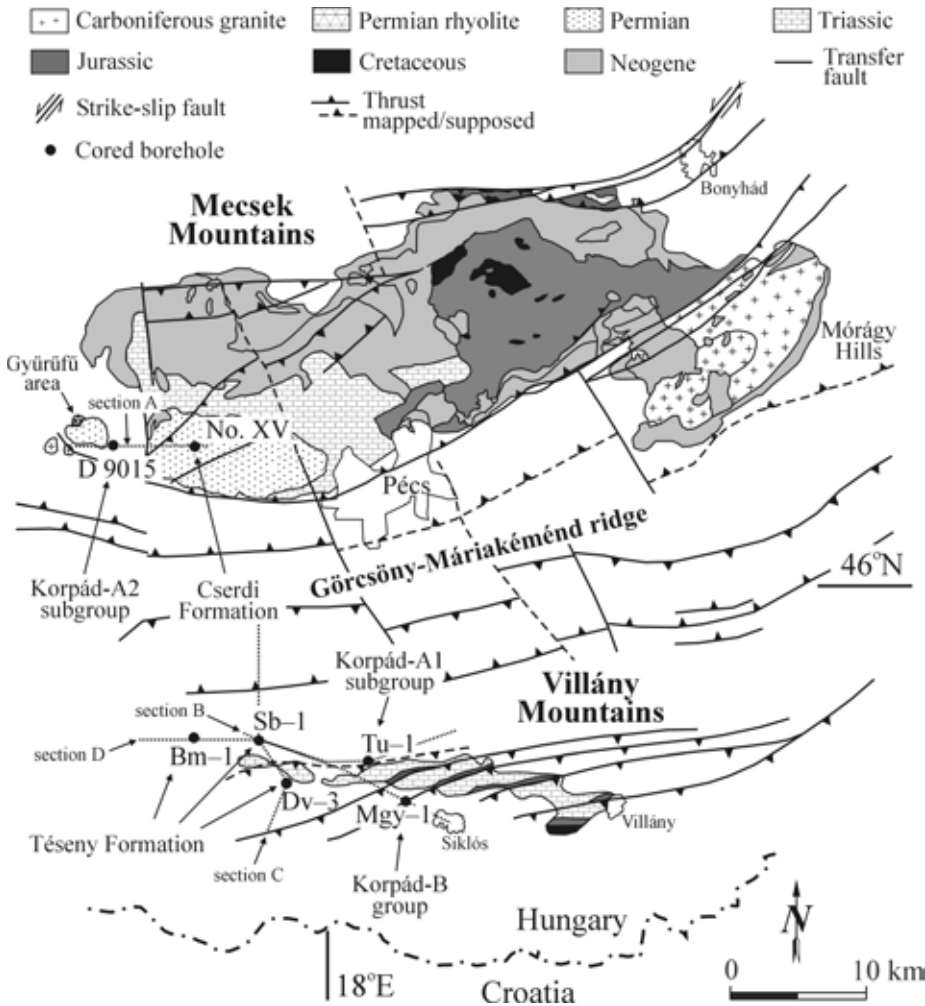 Carboniferous granite
Permian rhyolite
Permian
Triassic
Jurassic
Cretaceous
Neogene
Transfer
fault
Strike-slip fault
Thrust
mapped/supposed
Cored borehole
Bonyhád
Mecsek
Mountains
Mórágy
Hills
Gyűrűfű
area
section A
No. XV
D 9015
Pécs
Görcsöny-Máriakéménd ridge
46°N
Korpád-A2
subgroup
Cserdi
Formation
Korpád-A1
subgroup
Villány
Mountains
section B
Sb–1
section D
Bm–1
Tu–1
Dv–3
Mgy–1
Siklós
Villány
Téseny Formation
section C
Korpád-B
group
Hungary
N
18°E
Croatia
0
10 km